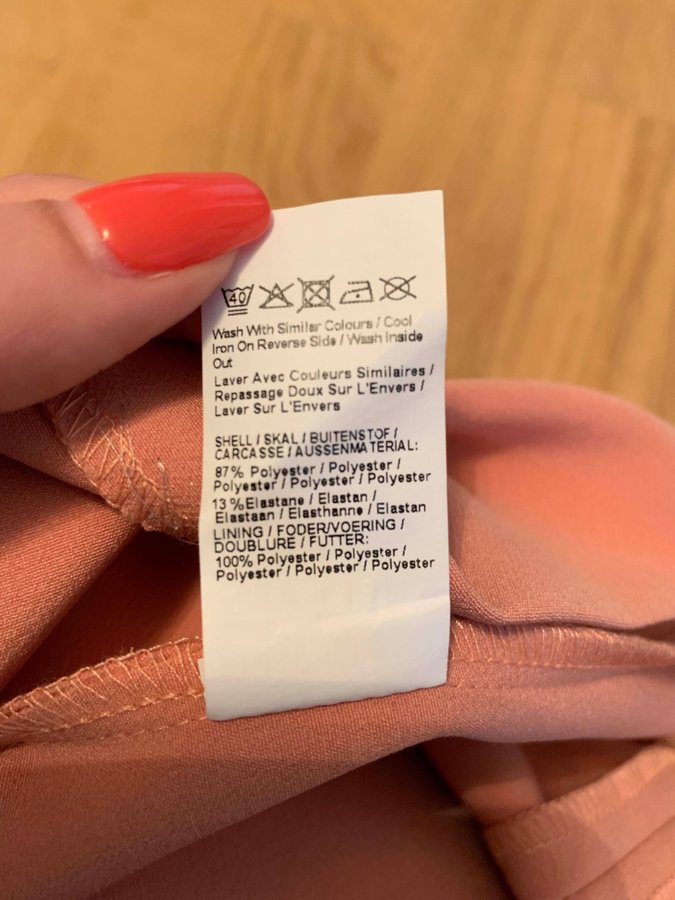 40
Wash With Similar Colours / Cool
Iron On Reverse Side / Wash Inside
Out
Laver Avec Couleurs Similaires /
Repassage Doux Sur L'Envers /
Laver Sur L'Envers
SHELL / SKAL / BUITENSTOF /
CARCASSE / AUSSENMATERIAL:
87% Polyester / Polyester /
Polyester / Polyester / Polyester
13 %Elastane / Elastan /
Elastaan / Elasthanne / Elastan
LINING / FODER/VOERING /
DOUBLURE / FUTTER:
100% Polyester / Polyester /
Polyester / Polyester / Polyester